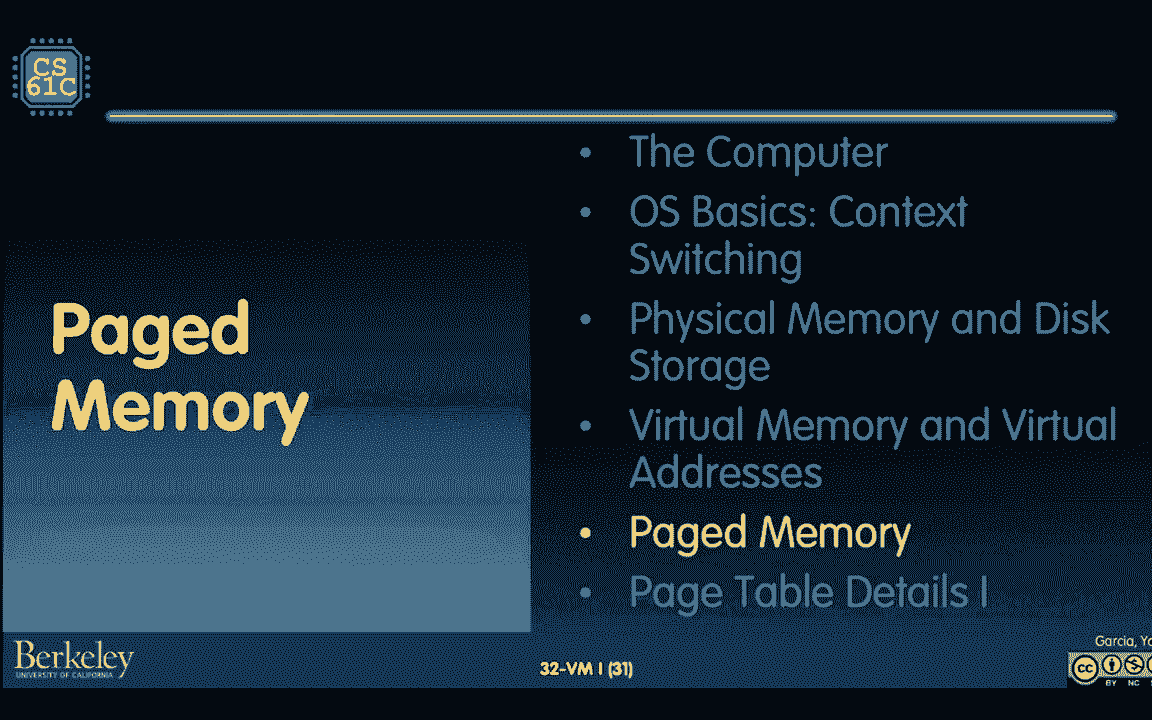 CS
61C
Paged
Memory
• The Computer
• OS Basics: Context
Switching
• Physical Memory and Disk
Storage
• Virtual Memory and Virtual
Addresses
• Paged Memory
• Page Table Details I
Berkeley
UNIVERSITY OF CALIFORNIA
32-VM I (31)
Garcia,
cc
BY NC